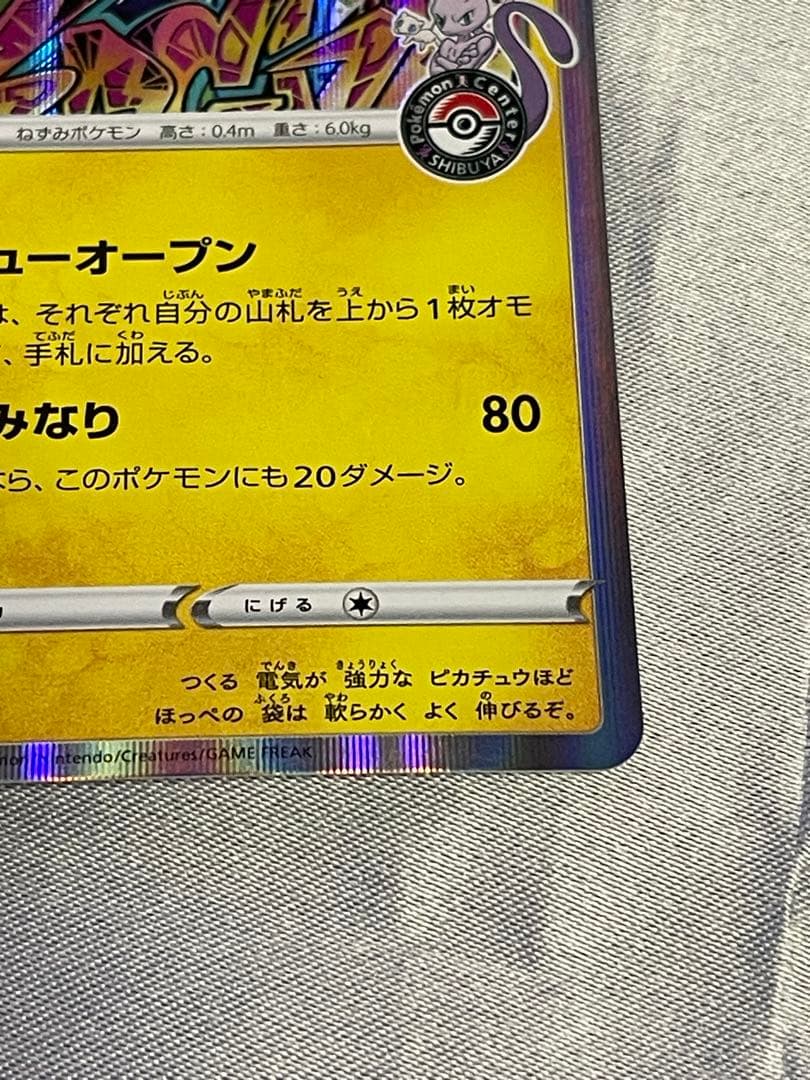 Pokémon Center
SHIBUYA
ねずみポケモン 高さ：0.4m 重さ：6.0kg
ューオープン
は、それぞれ自分の山札を上から1枚オモ
、手札に加える。
みなり 80
なら、このポケモンにも20ダメージ。
にげる
つくる 電気が 強力な ピカチュウほど
ほっぺの 袋は 軟らかく よく 伸びるぞ。
mon Nintendo/Creatures/GAME FREAK